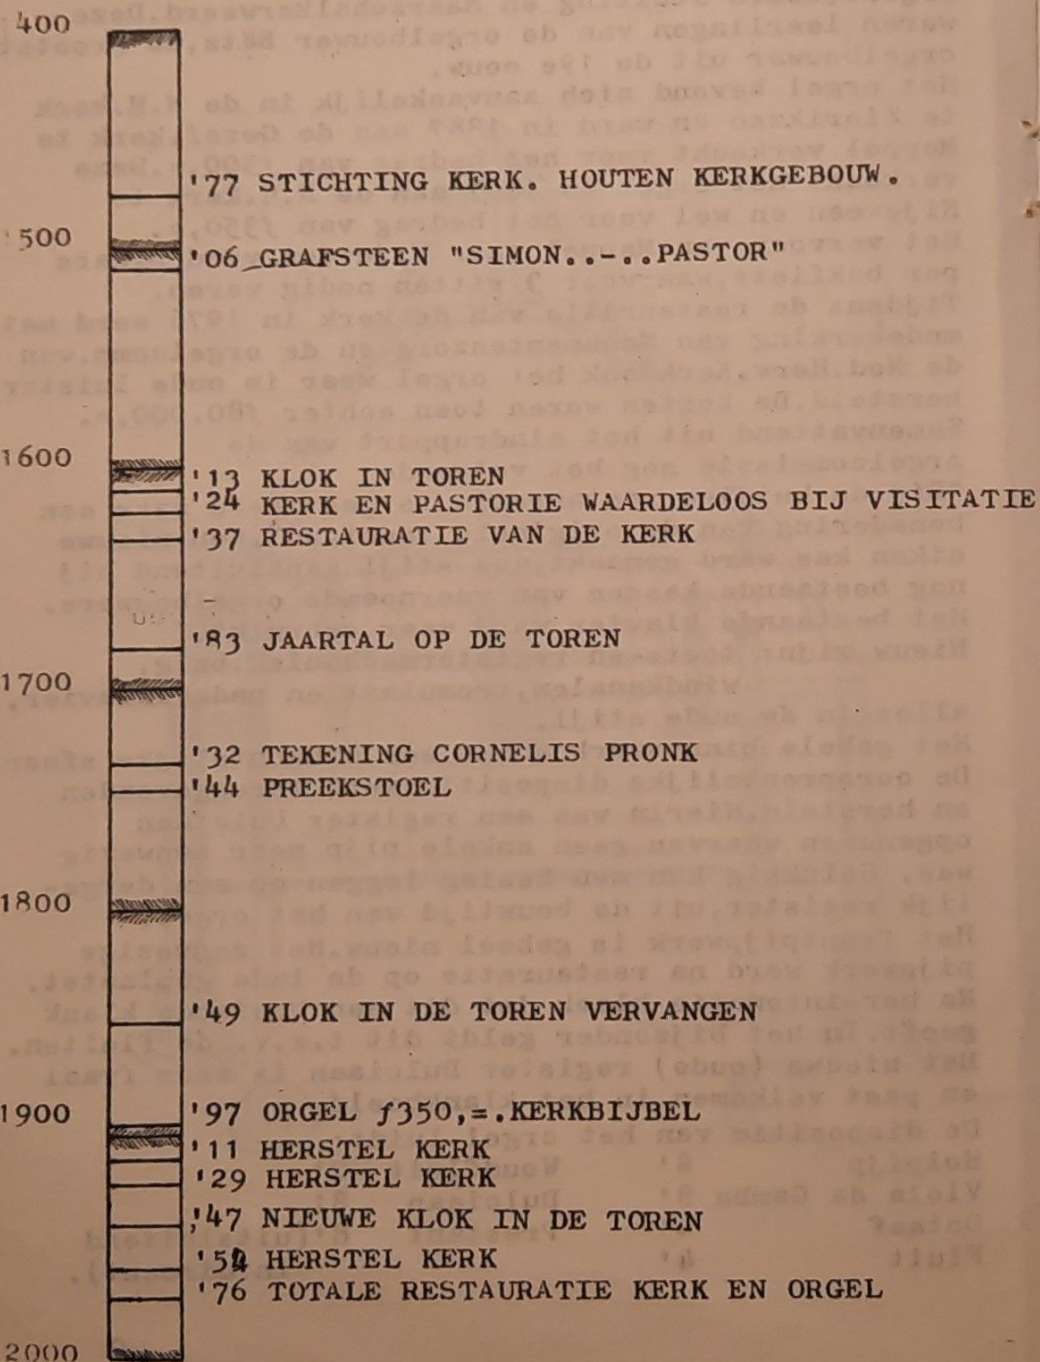 400
'77 STICHTING KERK. HOUTEN KERKGEBOUW.
500
'06 GRAFSTEEN "SIMON..-..PASTOR"
1600
'13 KLOK IN TOREN
'24 KERK EN PASTORIE WAARDELOOS BIJ VISITATIE
'37 RESTAURATIE VAN DE KERK
'83 JAARTAL OP DE TOREN
1700
'32 TEKENING CORNELIS PRONK
'44 PREEKSTOEL
1800
'49 KLOK IN DE TOREN VERVANGEN
1900
'97 ORGEL ƒ350,=.KERKBIJBEL
'11 HERSTEL KERK
'29 HERSTEL KERK
'47 NIEUWE KLOK IN DE TOREN
HERSTEL KERK
'76 TOTALE RESTAURATIE KERK EN ORGEL
2000